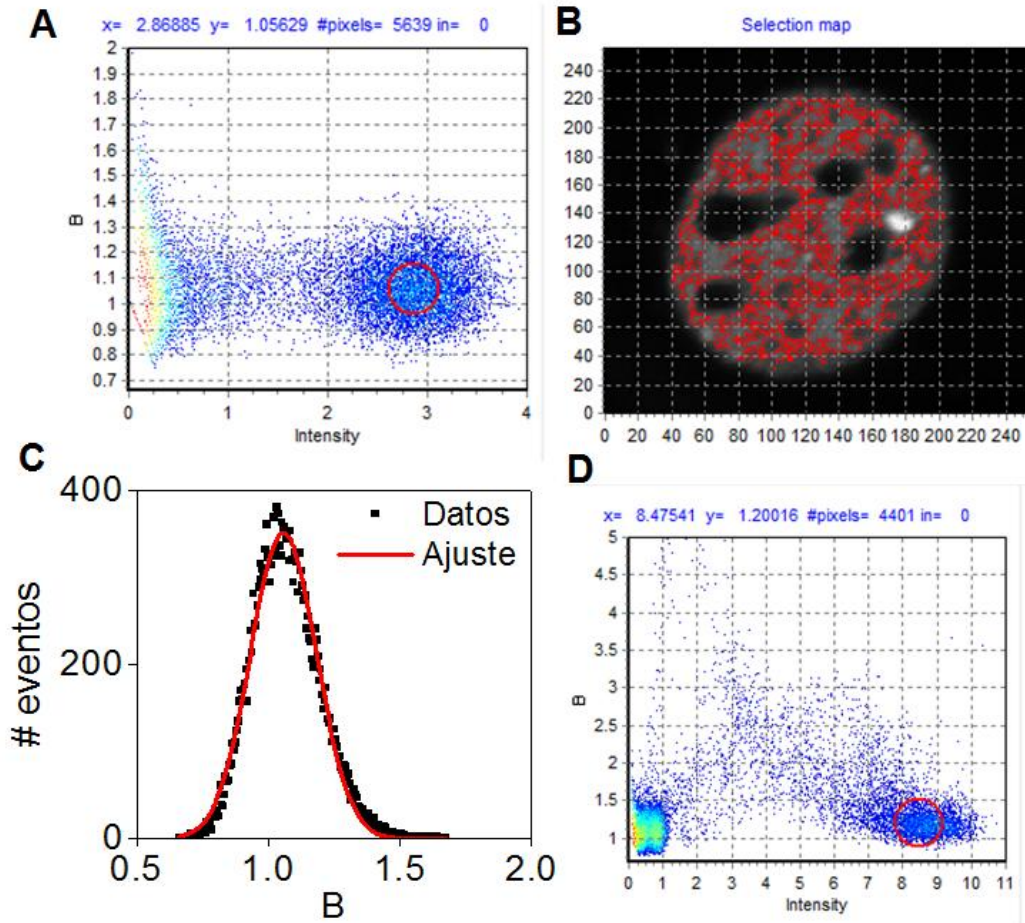 A
x= 2.86885 y= 1.05629 #pixels= 5639 in= 0
2
1.9
1.8
1.7
1.6
1.5
1.4
1.3
1.2
1.1
1
0.9
0.8
0.7
B
0 1 2 3 4
Intensity
B
Selection map
240
220
200
180
160
140
120
100
80
60
40
20
0
0 20 40 60 80 100 120 140 160 180 200 220 240
C
400
200
0
# eventos
Datos
Ajuste
0.5 1.0 1.5 2.0
B
D
x= 8.47541 y= 1.20016 #pixels= 4401 in= 0
5
4.5
4
3.5
3
2.5
2
1.5
1
B
0 1 2 3 4 5 6 7 8 9 10 11
Intensity